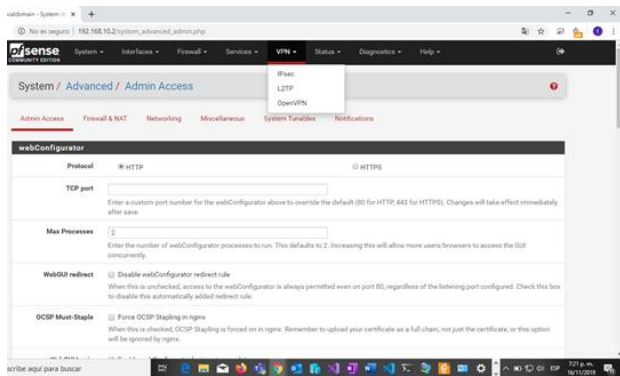 No es seguro | 192.168.10.2/system_advanced_admin.php
pfsense
COMMUNITY EDITION
System
Interfaces
Firewall
Services
VPN
Status
Diagnostics
Help
IPsec
L2TP
OpenVPN
System / Advanced / Admin Access
Admin Access
Firewall & NAT
Networking
Miscellaneous
System Tunables
Notifications
webConfigurator
Protocol
HTTP
HTTPS
TCP port
Enter a custom port number for the webConfigurator above to override the default (80 for HTTP, 443 for HTTPS). Changes will take effect immediately
after save.
Max Processes
2
Enter the number of webConfigurator processes to run. This defaults to 2. Increasing this will allow more users/browsers to access the GUI
concurrently.
WebGUI redirect
Disable webConfigurator redirect rule
When this is unchecked, access to the webConfigurator is always permitted even on port 80, regardless of the listening port configured. Check this box
to disable this automatically added redirect rule.
OCSP Must-Staple
Force OCSP Stapling in nginx
When this is checked, OCSP Stapling is forced on in nginx. Remember to upload your certificate as a full chain, not just the certificate, or this option
will be ignored by nginx.
scribe aquí para buscar
ESP
7:21 p. m.
16/11/2019